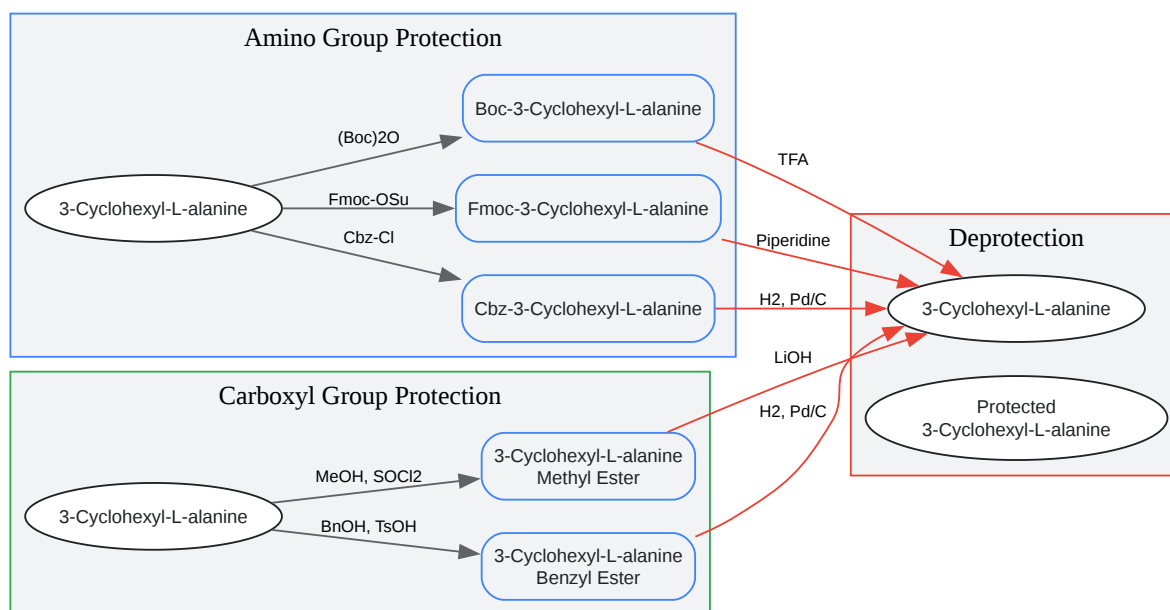 Amino Group Protection
Boc-3-Cyclohexyl-L-alanine
(Boc)2O
TFA
3-Cyclohexyl-L-alanine
Fmoc-OSu
Fmoc-3-Cyclohexyl-L-alanine
Cbz-Cl
Piperidine
Cbz-3-Cyclohexyl-L-alanine
H2, Pd/C
Deprotection
3-Cyclohexyl-L-alanine
Protected
3-Cyclohexyl-L-alanine
Carboxyl Group Protection
LiOH
H2, Pd/C
3-Cyclohexyl-L-alanine
MeOH, SOCl2
3-Cyclohexyl-L-alanine
Methyl Ester
BnOH, TsOH
3-Cyclohexyl-L-alanine
Benzyl Ester